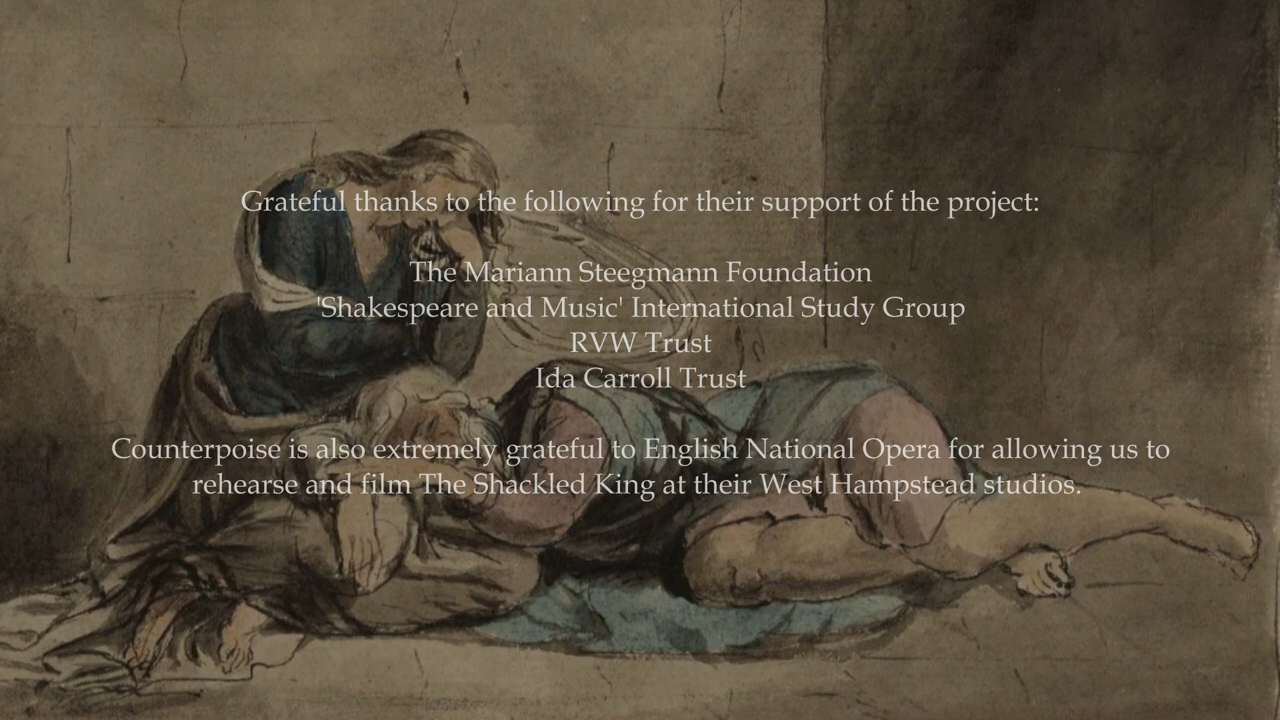 Grateful thanks to the following for their support of the project:
The Mariann Steegmann Foundation
'Shakespeare and Music' International Study Group
RVW Trust
Ida Carroll Trust
Counterpoise is also extremely grateful to English National Opera for allowing us to
rehearse and film The Shackled King at their West Hampstead studios.